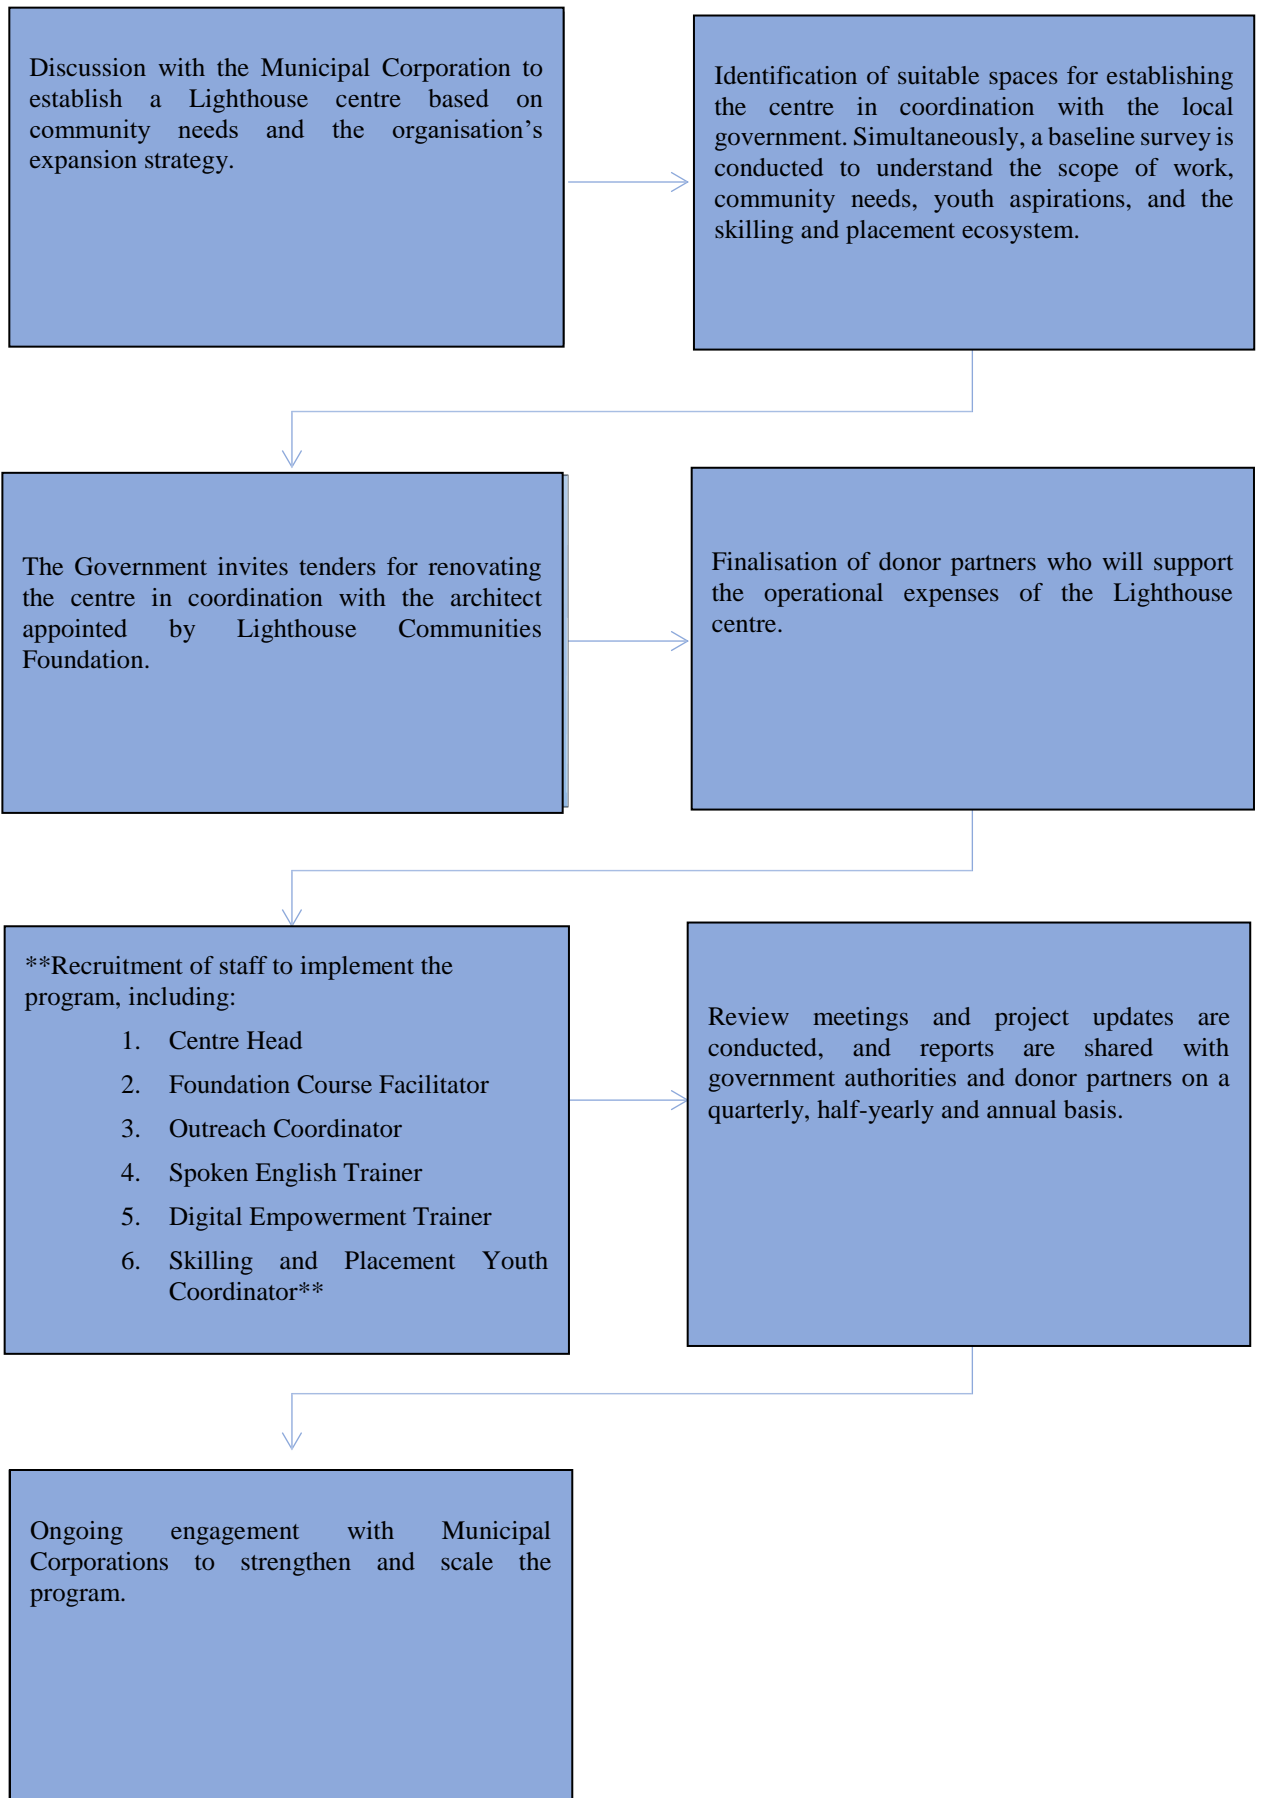 Discussion with the Municipal Corporation to
establish a Lighthouse centre based on
community needs and the organisation’s
expansion strategy.
Identification of suitable spaces for establishing
the centre in coordination with the local
government. Simultaneously, a baseline survey is
conducted to understand the scope of work,
community needs, youth aspirations, and the
skilling and placement ecosystem.
The Government invites tenders for renovating
the centre in coordination with the architect
appointed by Lighthouse Communities
Foundation.
Finalisation of donor partners who will support
the operational expenses of the Lighthouse
centre.
**Recruitment of staff to implement the
program, including:
1. Centre Head
2. Foundation Course Facilitator
3. Outreach Coordinator
4. Spoken English Trainer
5. Digital Empowerment Trainer
6. Skilling and Placement Youth
Coordinator**
Review meetings and project updates are
conducted, and reports are shared with
government authorities and donor partners on a
quarterly, half-yearly and annual basis.
Ongoing engagement with Municipal
Corporations to strengthen and scale the
program.